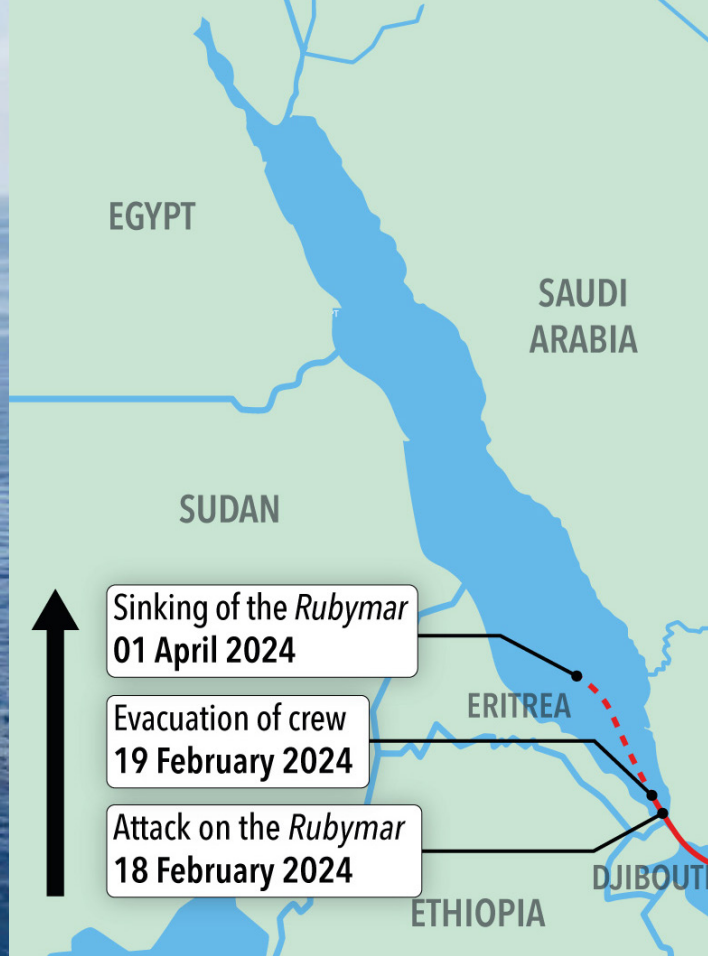 EGYPT
SAUDI
ARABIA
SUDAN
Sinking of the Rubymar
01 April 2024
ERITREA
Evacuation of crew
19 February 2024
Attack on the Rubymar
18 February 2024
DJIBOUTI
ETHIOPIA